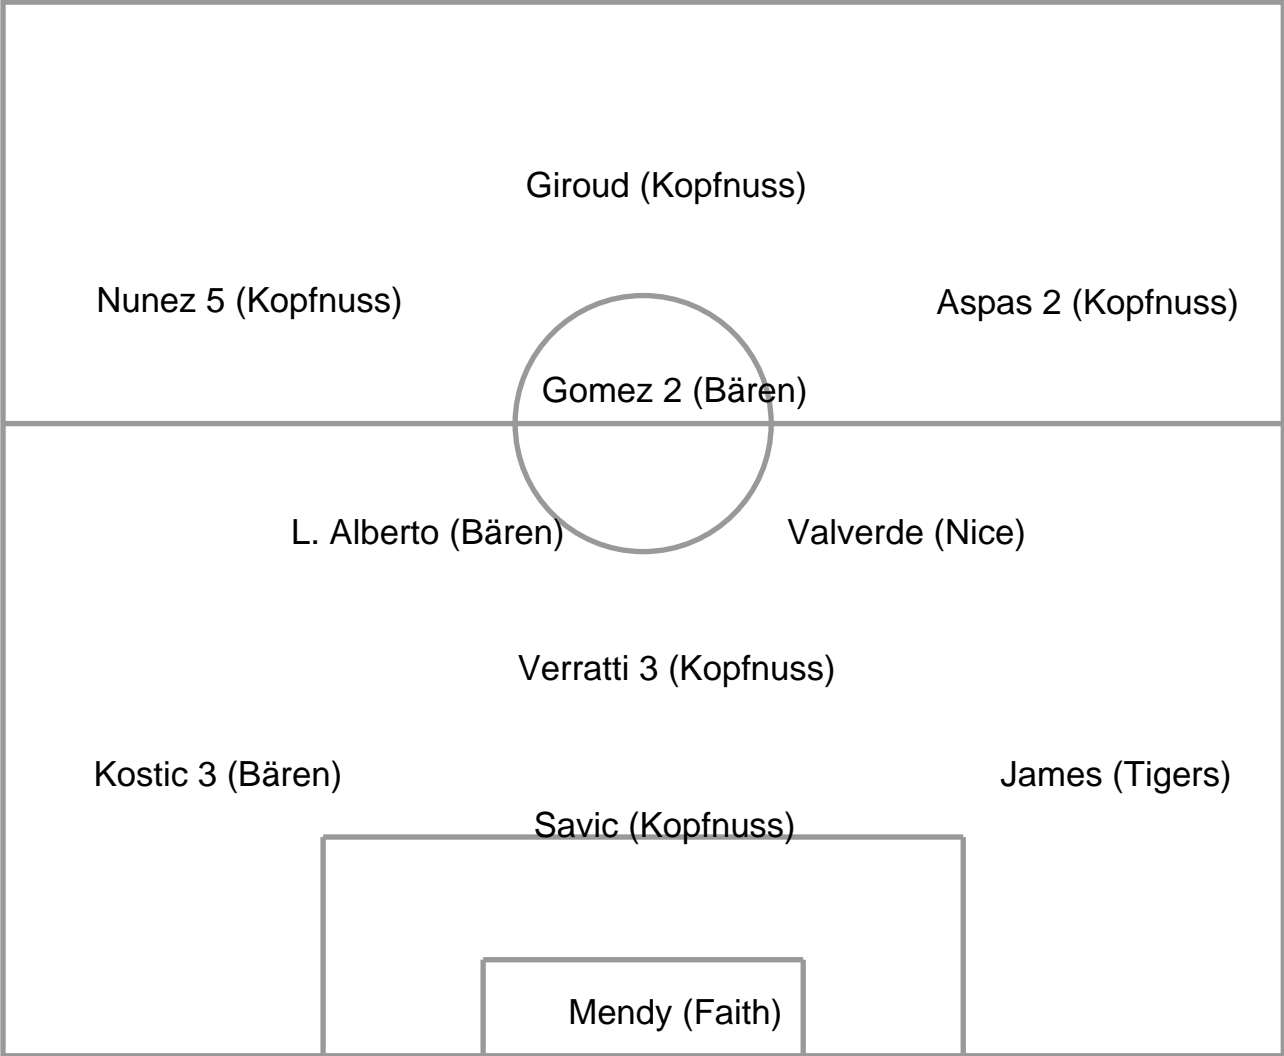 Giroud (Kopfnuss)
Nunez 5 (Kopfnuss)
Aspas 2 (Kopfnuss)
Gomez 2 (Bären)
L. Alberto (Bären)
Valverde (Nice)
Verratti 3 (Kopfnuss)
Kostic 3 (Bären)
James (Tigers)
Savic (Kopfnuss)
Mendy (Faith)